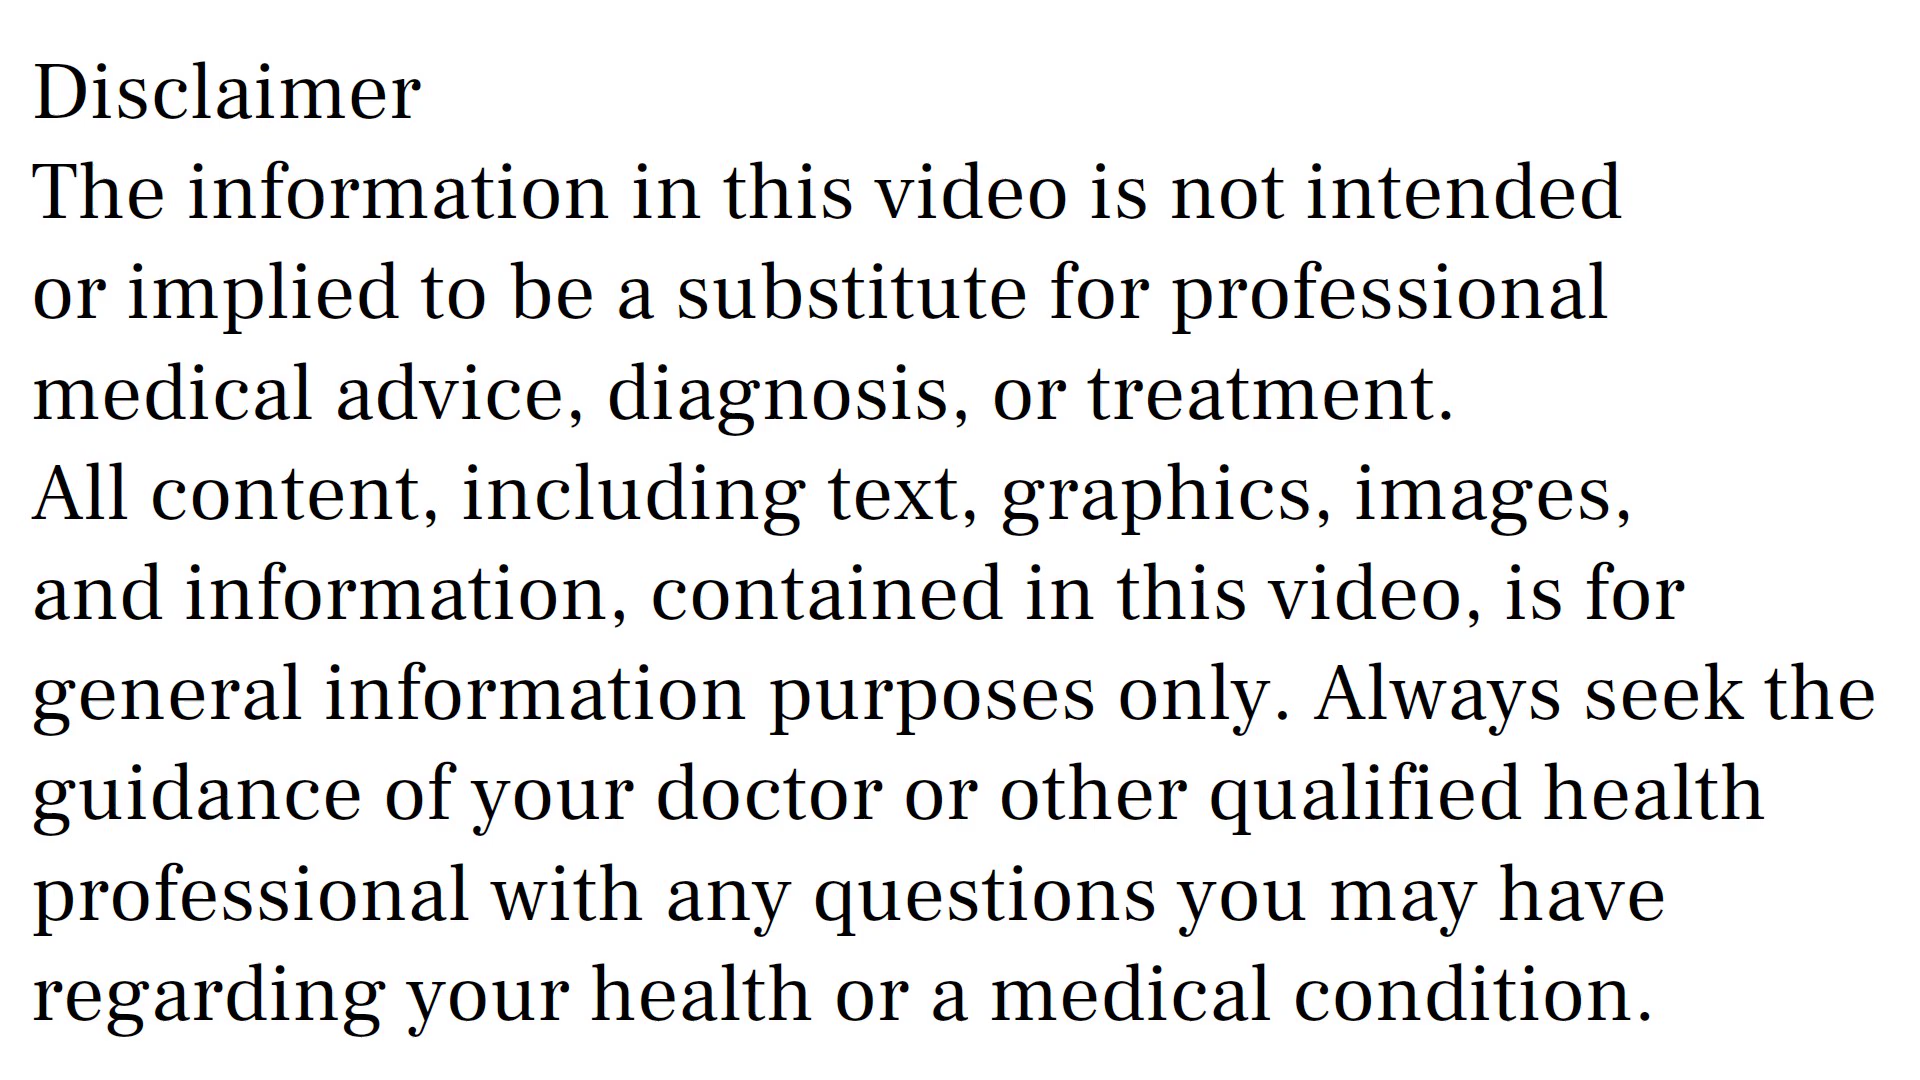 Disclaimer
The information in this video is not intended
or implied to be a substitute for professional
medical advice, diagnosis, or treatment.
All content, including text, graphics, images,
and information, contained in this video, is for
general information purposes only. Always seek the
guidance of your doctor or other qualified health
professional with any questions you may have
regarding your health or a medical condition.